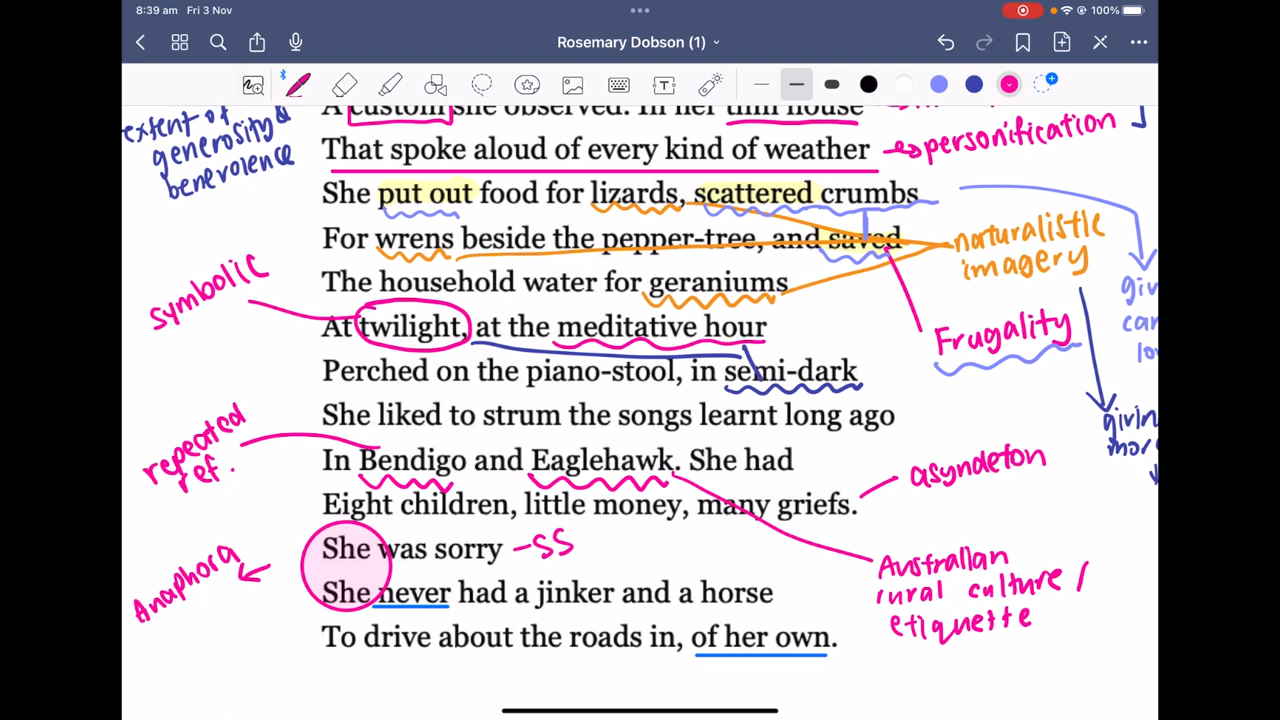 8:39 am Fri 3 Nov
100%
Rosemary Dobson (1)
extent of
generosity &
benevolence
A custom she observed. In her thin house
That spoke aloud of every kind of weather
personification
She put out food for lizards, scattered crumbs
For wrens beside the pepper-tree, and saved
naturalistic
imagery
The household water for geraniums
Symbolic
At twilight, at the meditative hour
Frugality
Perched on the piano-stool, in semi-dark
She liked to strum the songs learnt long ago
repeated
ref.
In Bendigo and Eaglehawk. She had
asyndeton
Eight children, little money, many griefs.
She was sorry -SS
Anaphora
She never had a jinker and a horse
Australian
rural culture /
etiquette
To drive about the roads in, of her own.